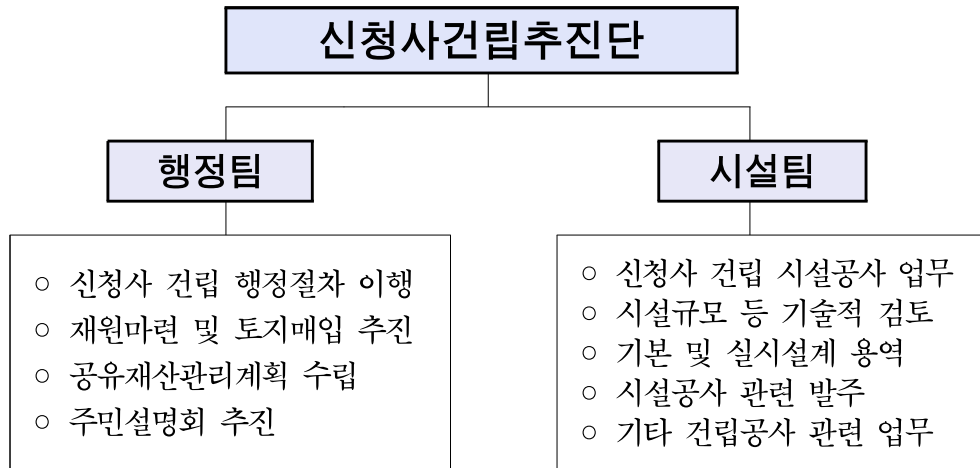 신청사건립추진단
행정팀
○ 신청사 건립 행정절차 이행
○ 재원마련 및 토지매입 추진
○ 공유재산관리계획 수립
○ 주민설명회 추진
시설팀
○ 신청사 건립 시설공사 업무
○ 시설규모 등 기술적 검토
○ 기본 및 실시설계 용역
○ 시설공사 관련 발주
○ 기타 건립공사 관련 업무